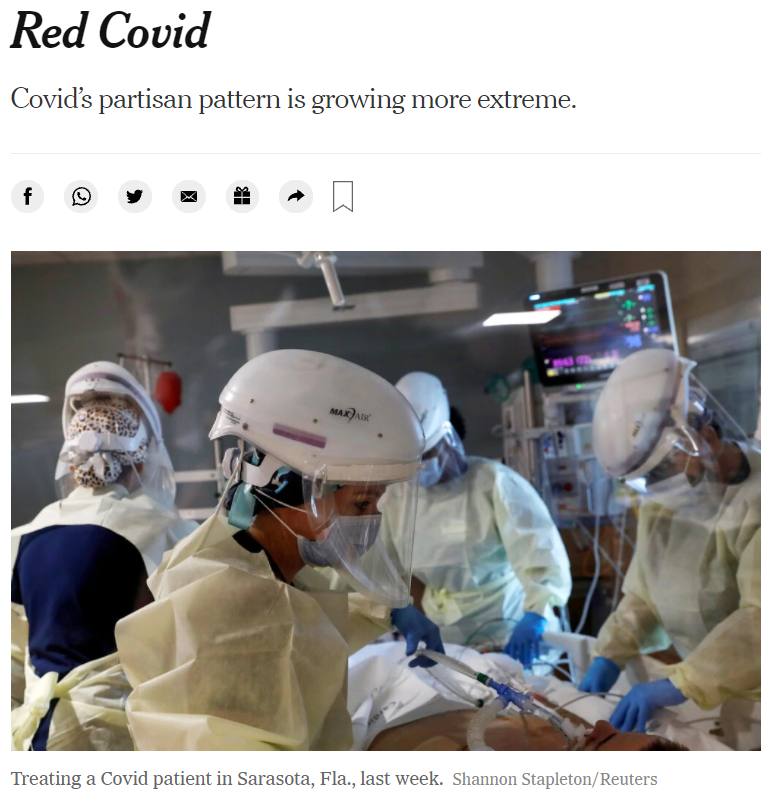 Red Covid
Covid's partisan pattern is growing more extreme.
MAX AIR
Treating a Covid patient in Sarasota, Fla., last week. Shannon Stapleton/Reuters